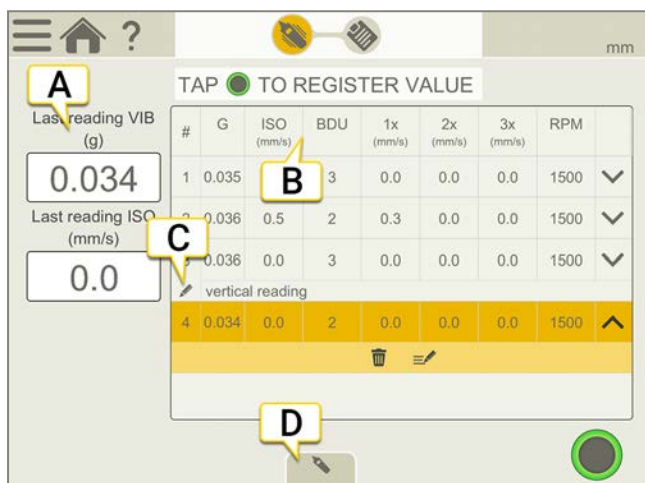 ?
mm
A
TAP TO REGISTER VALUE
Last reading VIB
(g)
0.034
Last reading ISO
(mm/s)
0.0
# G ISO (mm/s) BDU 1x (mm/s) 2x (mm/s) 3x (mm/s) RPM
B
1 0.035 3 0.0 0.0 0.0 1500
0.036 0.5 2 0.3 0.0 0.0 1500
C
0.036 0.0 3 0.0 0.0 0.0 1500
vertical reading
4 0.034 0.0 2 0.0 0.0 0.0 1500
D